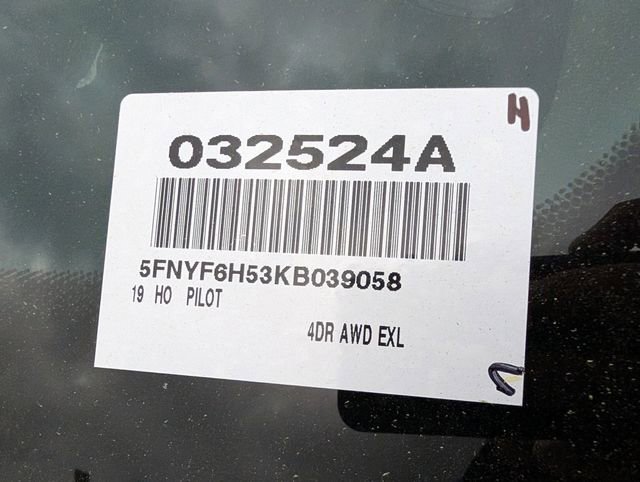 H
032524A
5FNYF6H53KB039058
19 HO PILOT
4DR AWD EXL